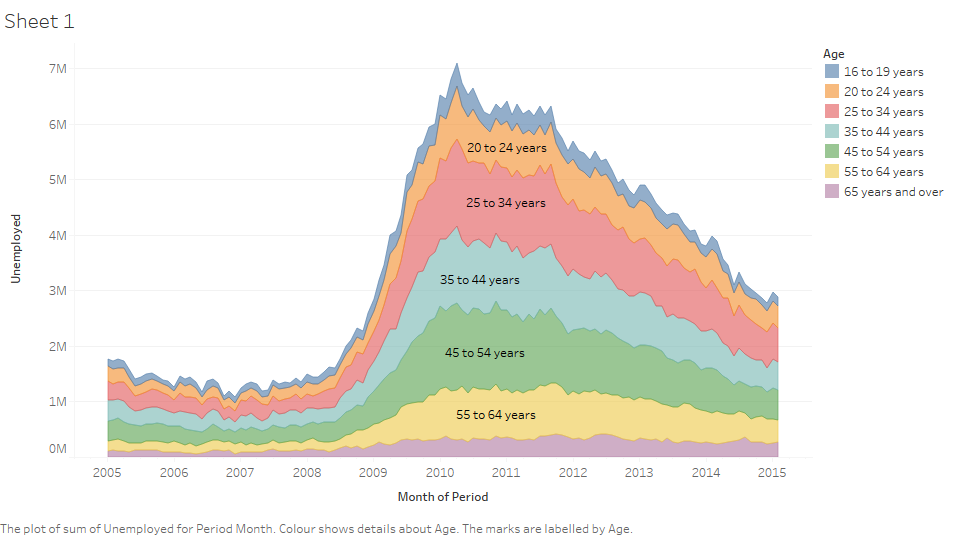 Sheet 1
Age
16 to 19 years
20 to 24 years
25 to 34 years
35 to 44 years
45 to 54 years
55 to 64 years
65 years and over
Unemployed
7M
6M
5M
4M
3M
2M
1M
0M
20 to 24 years
25 to 34 years
35 to 44 years
45 to 54 years
55 to 64 years
2005 2006 2007 2008 2009 2010 2011 2012 2013 2014 2015
Month of Period
The plot of sum of Unemployed for Period Month. Colour shows details about Age. The marks are labelled by Age.